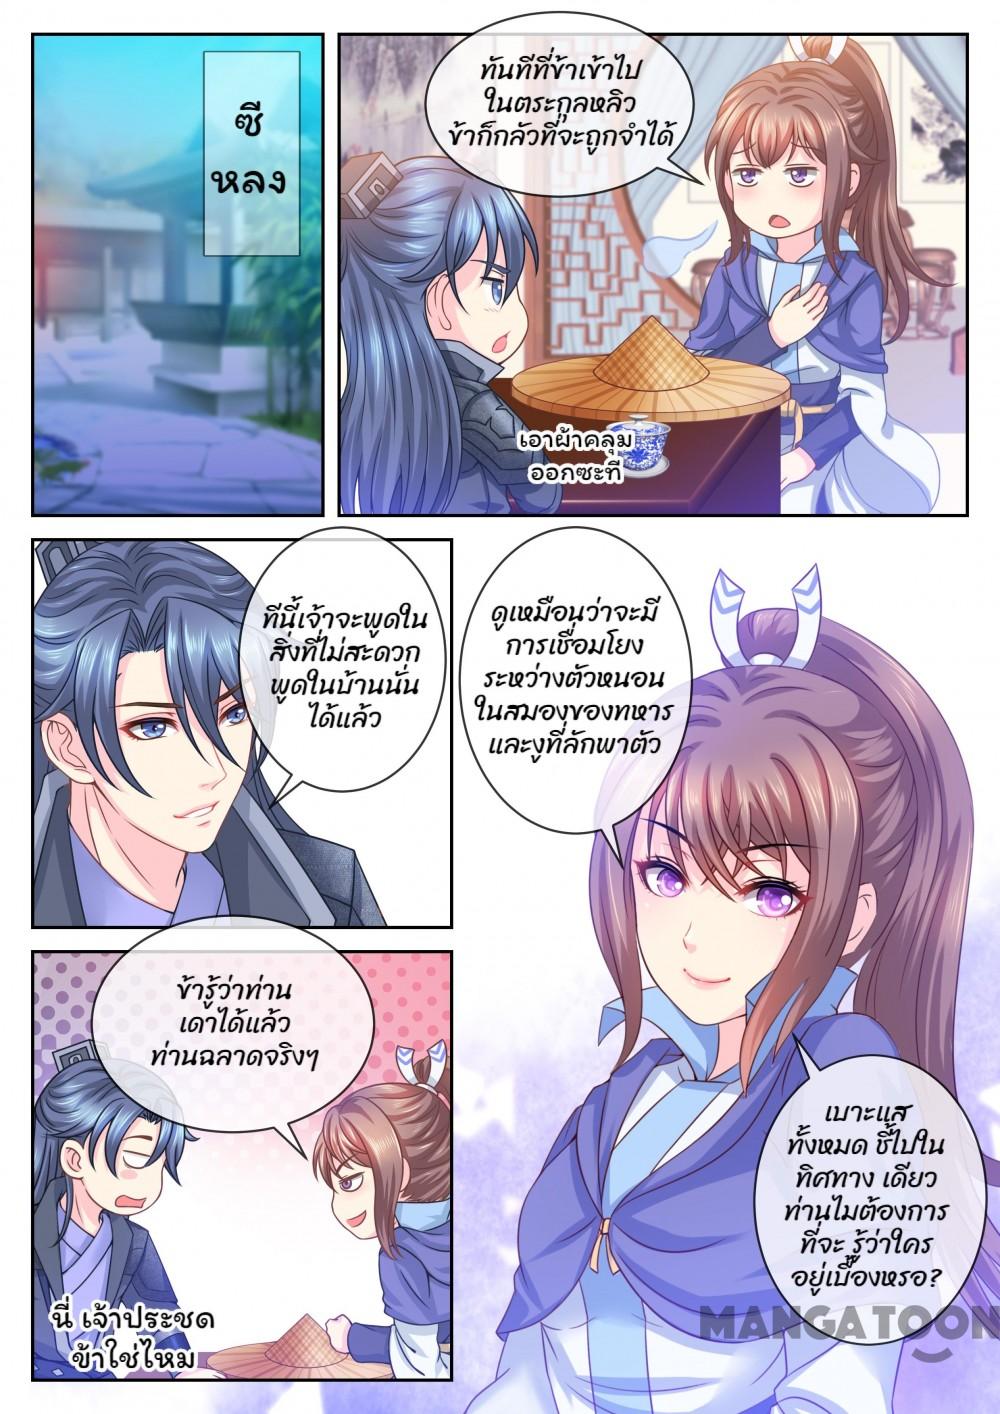 ซี
หลง
ทันทีที่ข้าเข้าไป
ในตระกูลหลิว
ข้าก็กลัวที่จะถูกจำได้
เอาผ้าคลุม
ออกซะที
ทีนี้เจ้าจะพูดใน
สิ่งที่ไม่สะดวก
พูดในบ้านนั่น
ได้แล้ว
ดูเหมือนว่าจะมี
การเชื่อมโยง
ระหว่างตัวหนอน
ในสมองของทหาร
และงูที่ลักพาตัว
ข้ารู้ว่าท่าน
เดาได้แล้ว
ท่านฉลาดจริงๆ
นี่ เจ้าประชด
ข้าใช่ไหม
เบาะแส
ทั้งหมด ชี้ไปใน
ทิศทาง เดียว
ท่านไม่ต้องการ
ที่จะ รู้ว่าใคร
อยู่เบื้องหรอ?
MANGATOON